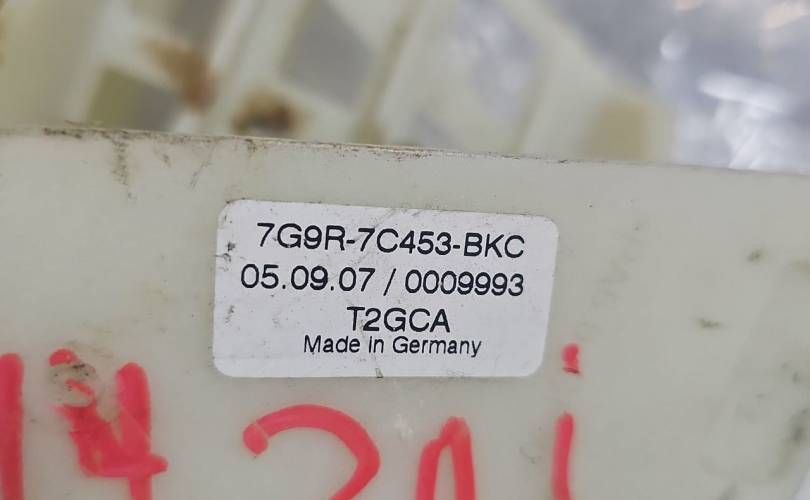 7G9R-7C453-BKC
05.09.07 / 0009993
T2GCA
Made in Germany